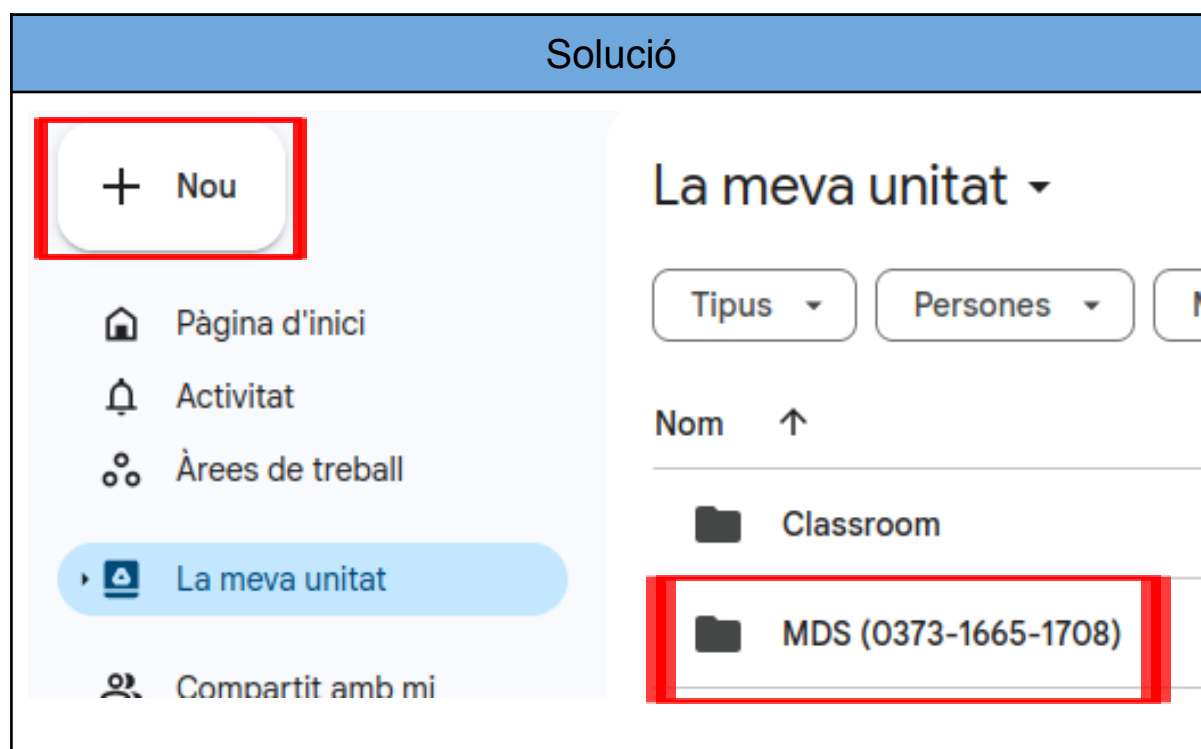 Solució
Nou
Pàgina d'inici
Activitat
Àrees de treball
La meva unitat
Compartit amb mi
La meva unitat
Tipus Persones
Nom
Classroom
MDS (0373-1665-1708)